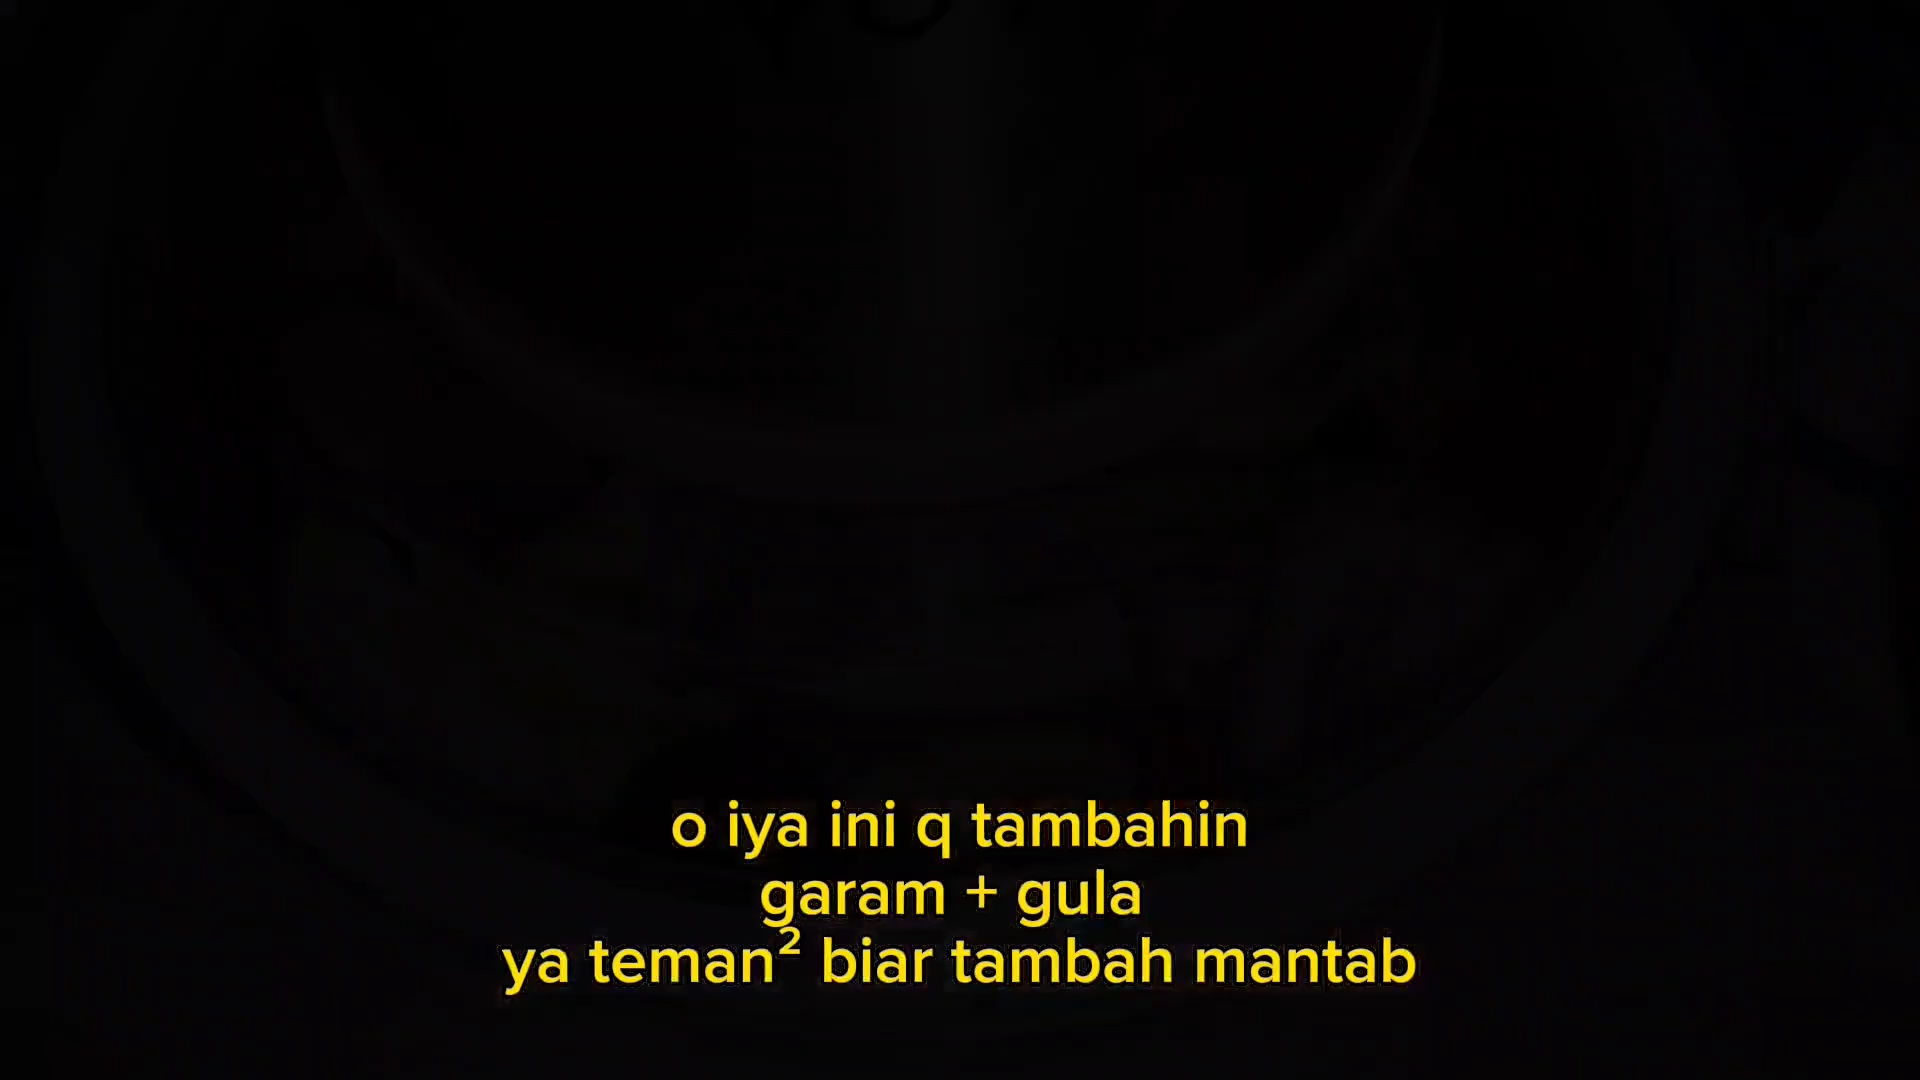 o iya ini q tambahin
garam + gula
ya teman² biar tambah mantab